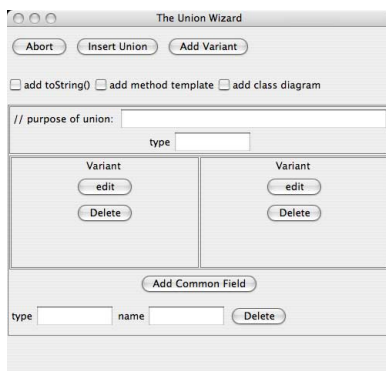 The Union Wizard
Abort Insert Union Add Variant
add toString() add method template add class diagram
// purpose of union:
type
Variant Variant
edit edit
Delete Delete
Add Common Field
type name Delete